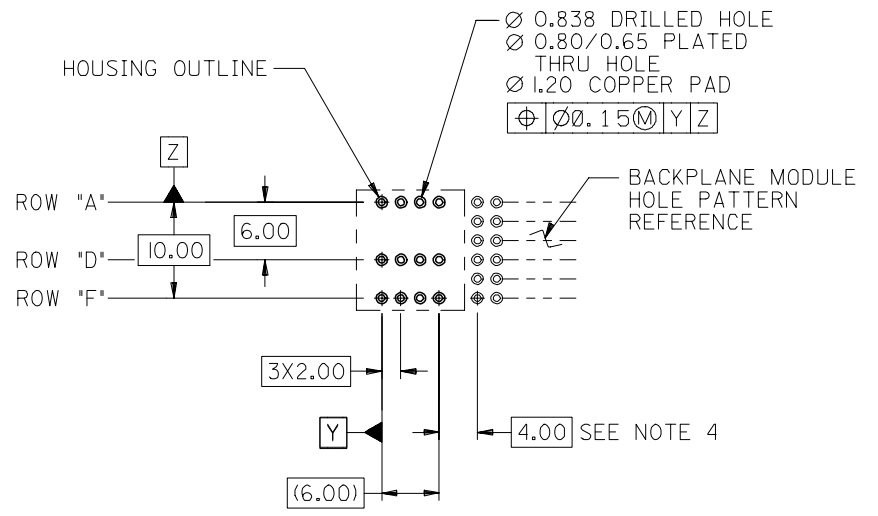 Ø 0.838 DRILLED HOLE
Ø 0.80/0.65 PLATED
THRU HOLE
Ø 1.20 COPPER PAD
⌖ Ø0.15Ⓜ Y Z
HOUSING OUTLINE
BACKPLANE MODULE
HOLE PATTERN
REFERENCE
Z
ROW "A"
6.00
10.00
ROW "D"
ROW "F"
3X2.00
Y
4.00 SEE NOTE 4
(6.00)